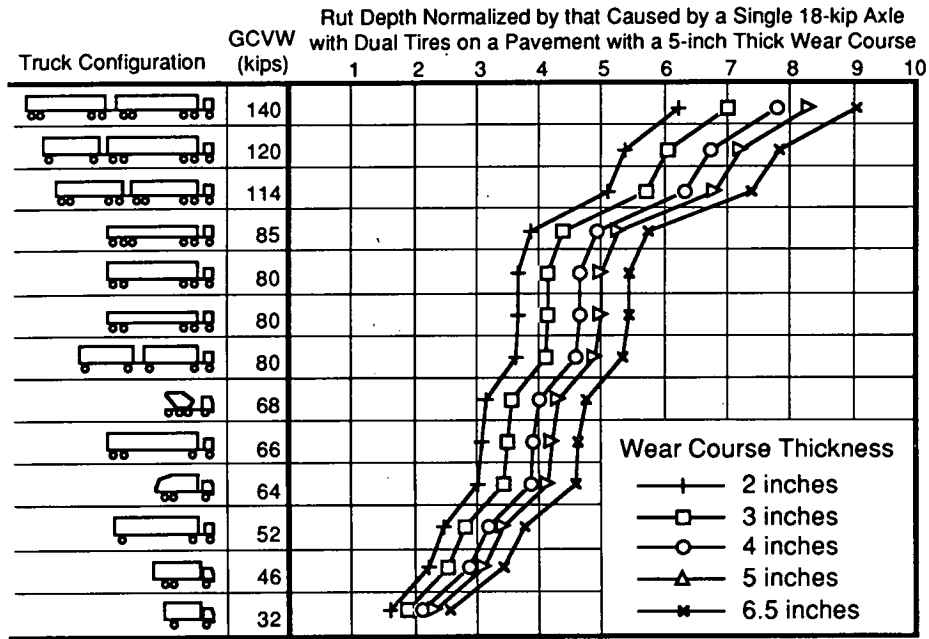 Rut Depth Normalized by that Caused by a Single 18-kip Axle
with Dual Tires on a Pavement with a 5-inch Thick Wear Course
Truck Configuration
GCVW
(kips)
1 2 3 4 5 6 7 8 9 10
140
120
114
85
80
80
80
68
66
64
52
46
32
Wear Course Thickness
2 inches
3 inches
4 inches
5 inches
6.5 inches